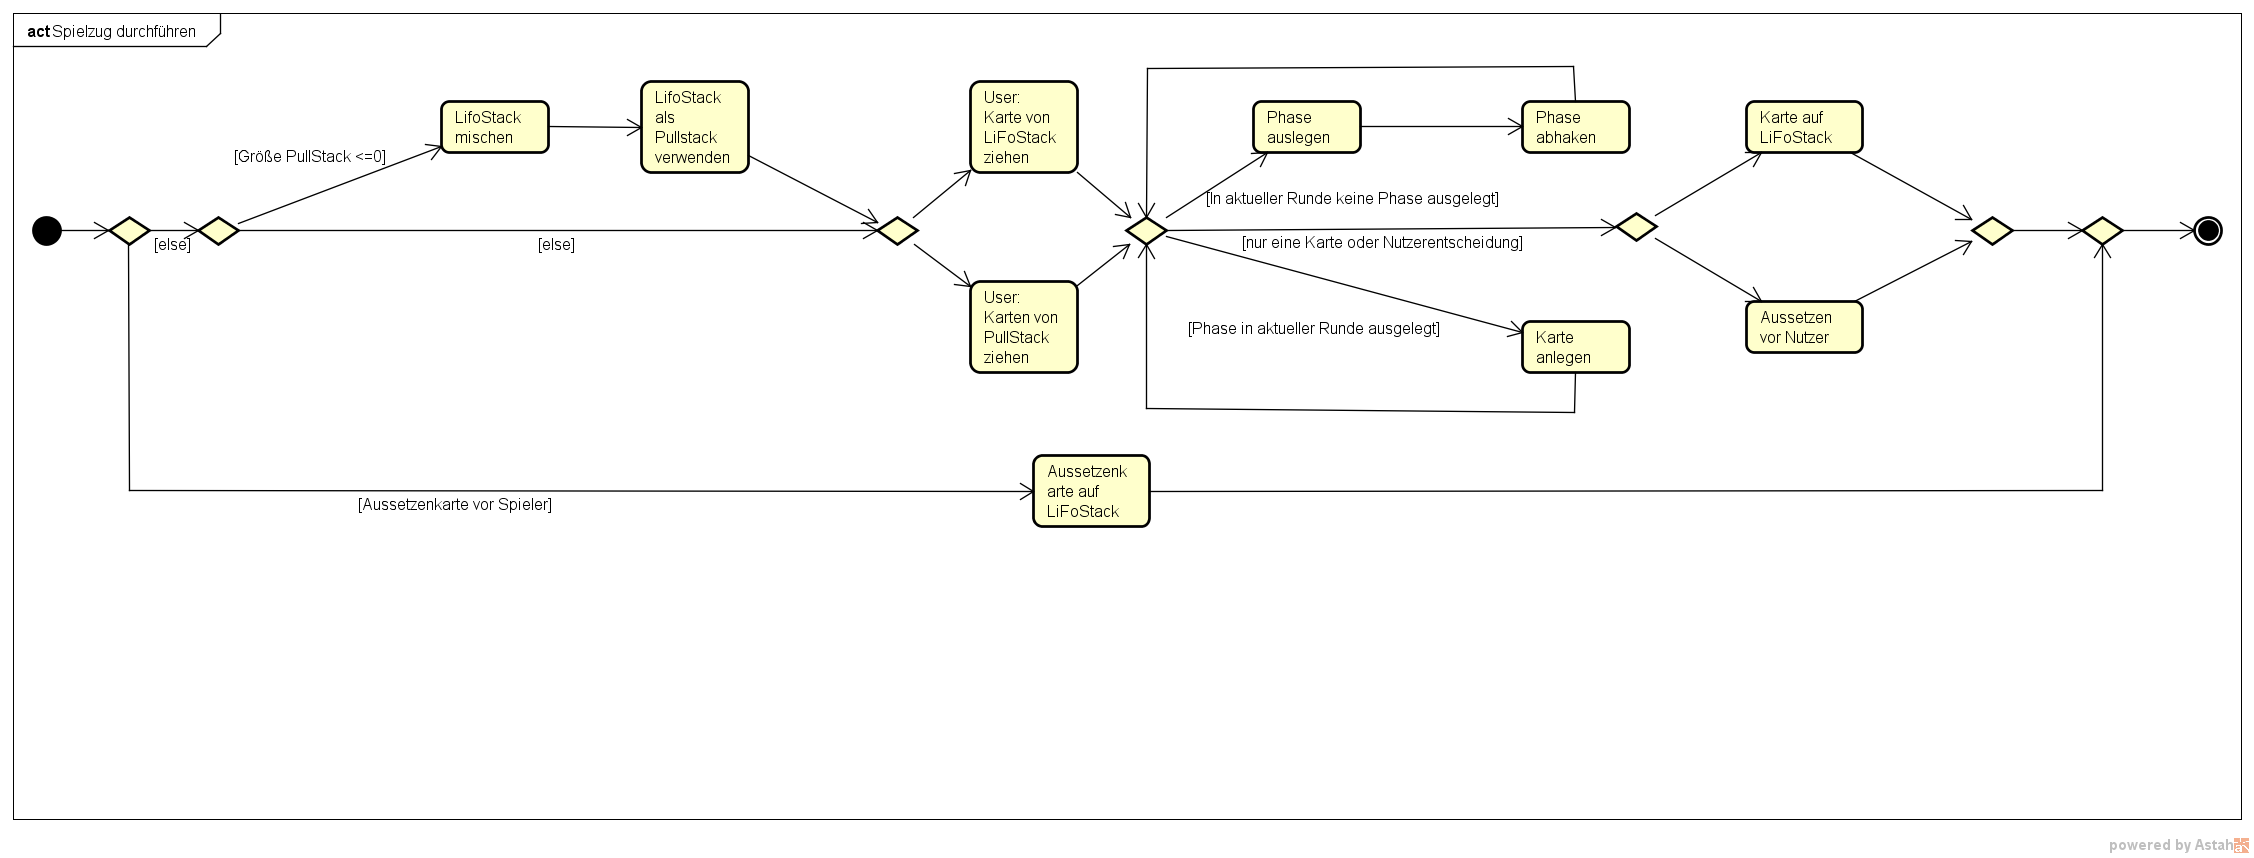 act Spielzug durchführen
LifoStack
mischen
LifoStack
als
Pullstack
verwenden
User:
Karte von
LiFoStack
ziehen
Phase
auslegen
Phase
abhaken
Karte auf
LiFoStack
[Größe PullStack <=0]
[In aktueller Runde keine Phase ausgelegt]
[else]
[else]
[nur eine Karte oder Nutzerentscheidung]
User:
Karten von
PullStack
ziehen
[Phase in aktueller Runde ausgelegt]
Karte
anlegen
Aussetzen
vor Nutzer
[Aussetzenkarte vor Spieler]
Aussetzenk
arte auf
LiFoStack
powered by Astah